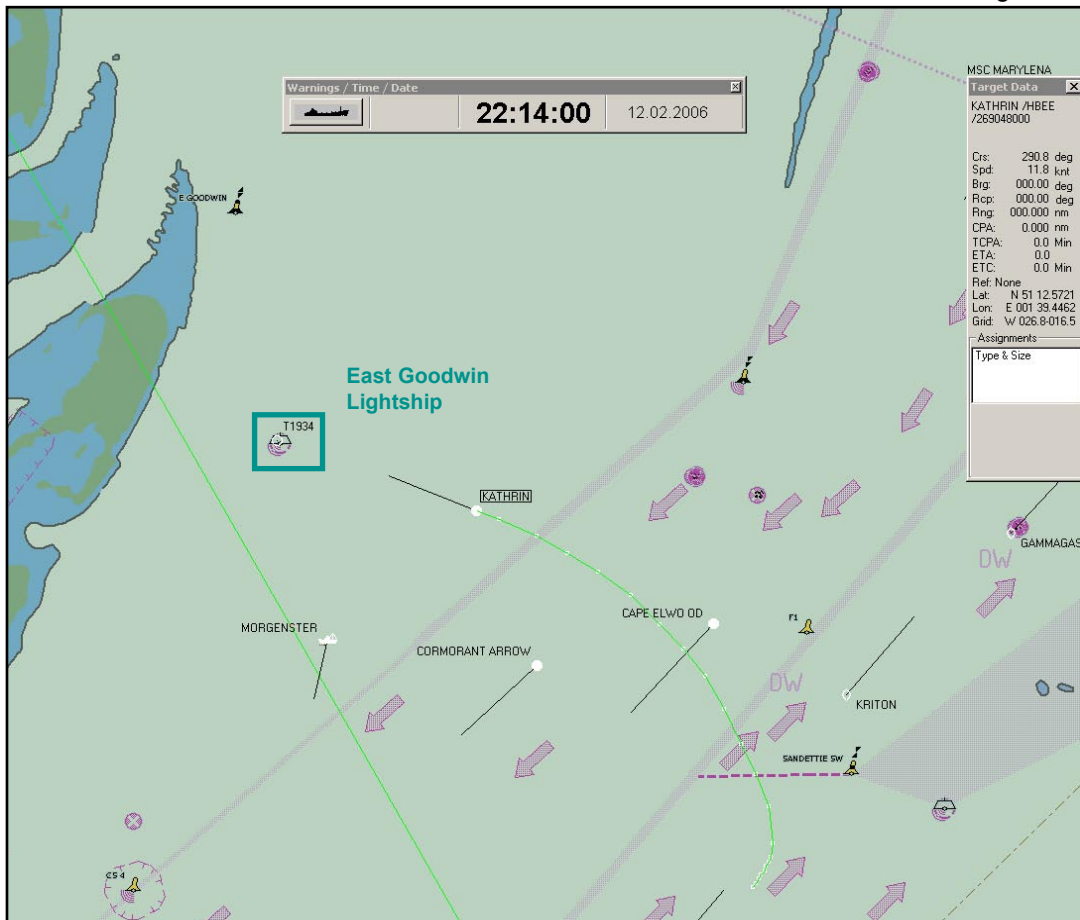 MSC MARYLENA
Warnings / Time / Date
22:14:00
12.02.2006
Target Data
KATHRIN /HBEE
/269048000
Crs: 290.8 deg
Spd: 11.8 knt
Brg: 000.00 deg
Rcp: 000.00 deg
Rng: 000.000 nm
CPA: 0.000 nm
TCPA: 0.0 Min
ETA: 0.0
ETC: 0.0 Min
Ref: None
Lat: N 51 12.5721
Lon: E 001 39.4462
Grid: W 026.8-016.5
Assignments
Type & Size
E GOODWIN
East Goodwin
Lightship
T1934
KATHRIN
GAMMAGAS
DW
MORGENSTER
CAPE ELWO OD
F1
CORMORANT ARROW
DW
KRITON
SANDETTIE SW
CS 4